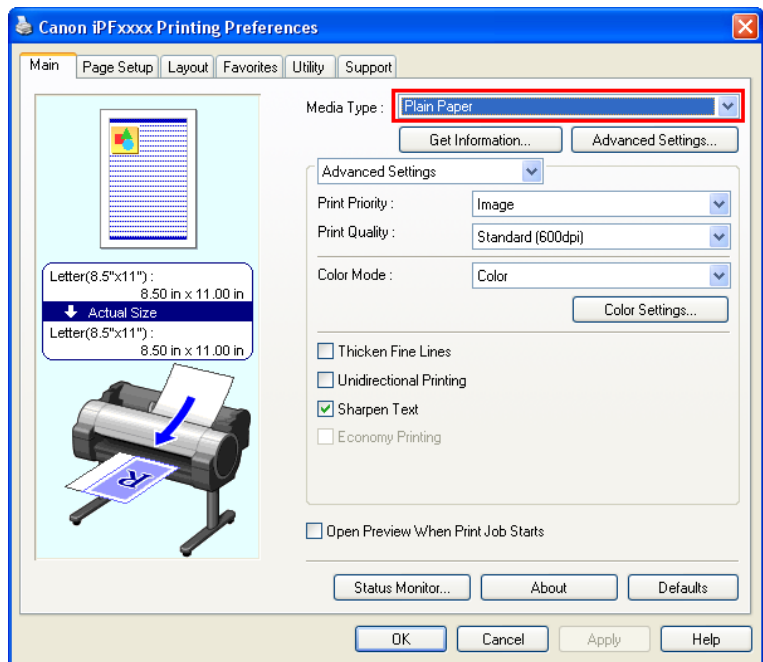 Canon iPFxxxx Printing Preferences
Main Page Setup Layout Favorites Utility Support
Media Type : Plain Paper
Get Information... Advanced Settings...
Advanced Settings
Print Priority : Image
Print Quality : Standard (600dpi)
Color Mode : Color
Color Settings...
Letter(8.5"x11") :
8.50 in x 11.00 in
Actual Size
Letter(8.5"x11") :
8.50 in x 11.00 in
R
Thicken Fine Lines
Unidirectional Printing
Sharpen Text
Economy Printing
Open Preview When Print Job Starts
Status Monitor... About Defaults
OK Cancel Apply Help